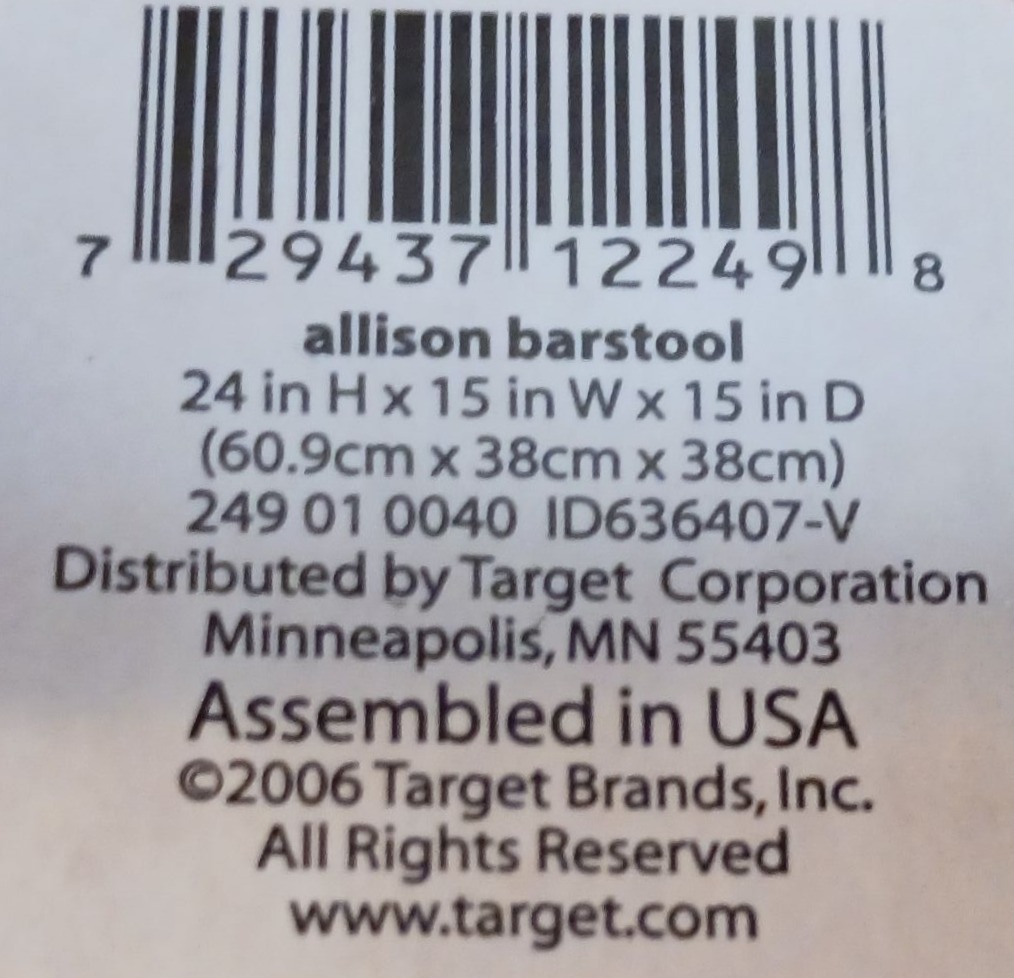 7 29437 12249 8
allison barstool
24 in H x 15 in W x 15 in D
(60.9cm x 38cm x 38cm)
249 01 0040 ID636407-V
Distributed by Target Corporation
Minneapolis, MN 55403
Assembled in USA
©2006 Target Brands, Inc.
All Rights Reserved
www.target.com